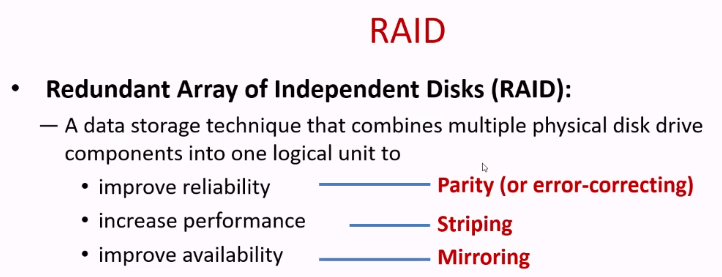 RAID
• Redundant Array of Independent Disks (RAID):
— A data storage technique that combines multiple physical disk drive
components into one logical unit to
• improve reliability Parity (or error-correcting)
• increase performance Striping
• improve availability Mirroring